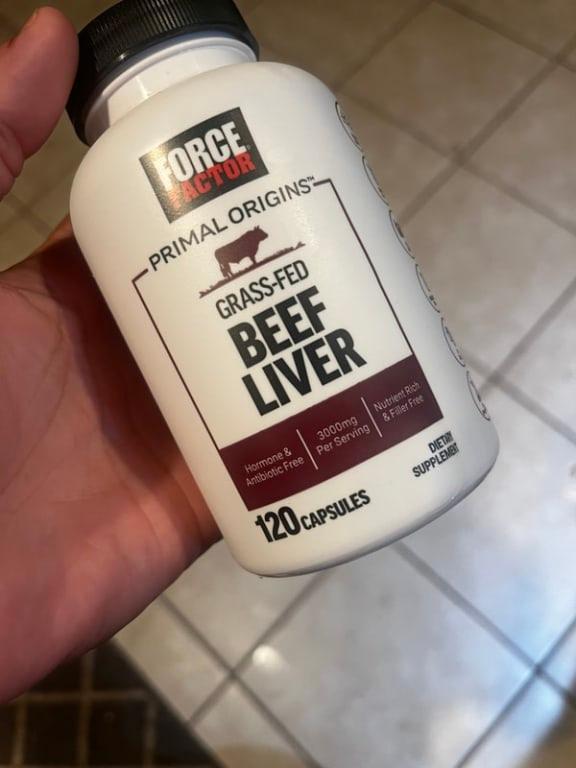 FORCE
FACTOR
PRIMAL ORIGINS™
GRASS-FED
BEEF
LIVER
Hormone &
Antibiotic Free
3000mg
Per Serving
Nutrient Rich
& Filler Free
DIETARY
SUPPLEMENT
120 CAPSULES